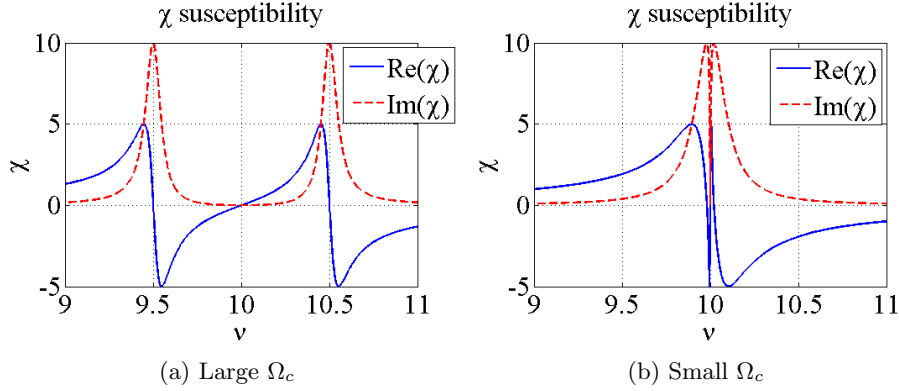 χ susceptibility
10
5
0
-5
χ
9
9.5
10
10.5
11
ν
Re(χ)
Im(χ)
(a) Large Ω_c
χ susceptibility
10
5
0
-5
χ
9
9.5
10
10.5
11
ν
Re(χ)
Im(χ)
(b) Small Ω_c